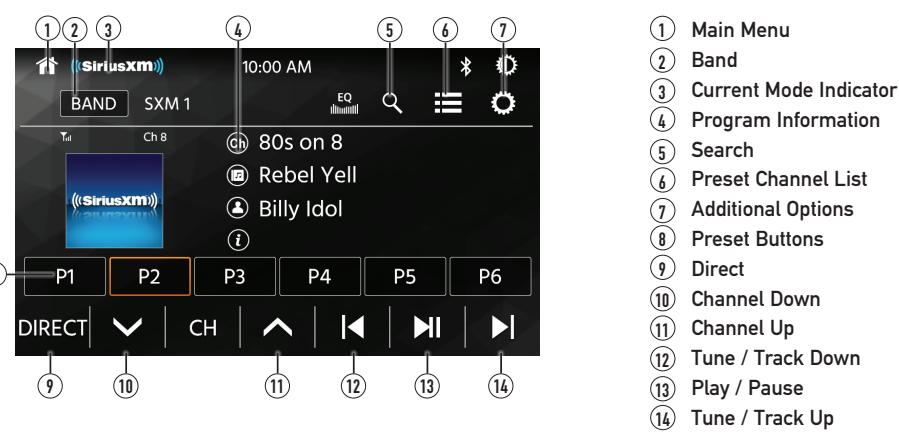 1 2 3 4 5 6 7
((SiriusXM)) 10:00 AM
BAND SXM 1 EQ
Ch 8 Ch 80s on 8
Rebel Yell
((SiriusXM))
Billy Idol
i
P1 P2 P3 P4 P5 P6
DIRECT CH
9 10 11 12 13 14
1 Main Menu
2 Band
3 Current Mode Indicator
4 Program Information
5 Search
6 Preset Channel List
7 Additional Options
8 Preset Buttons
9 Direct
10 Channel Down
11 Channel Up
12 Tune / Track Down
13 Play / Pause
14 Tune / Track Up